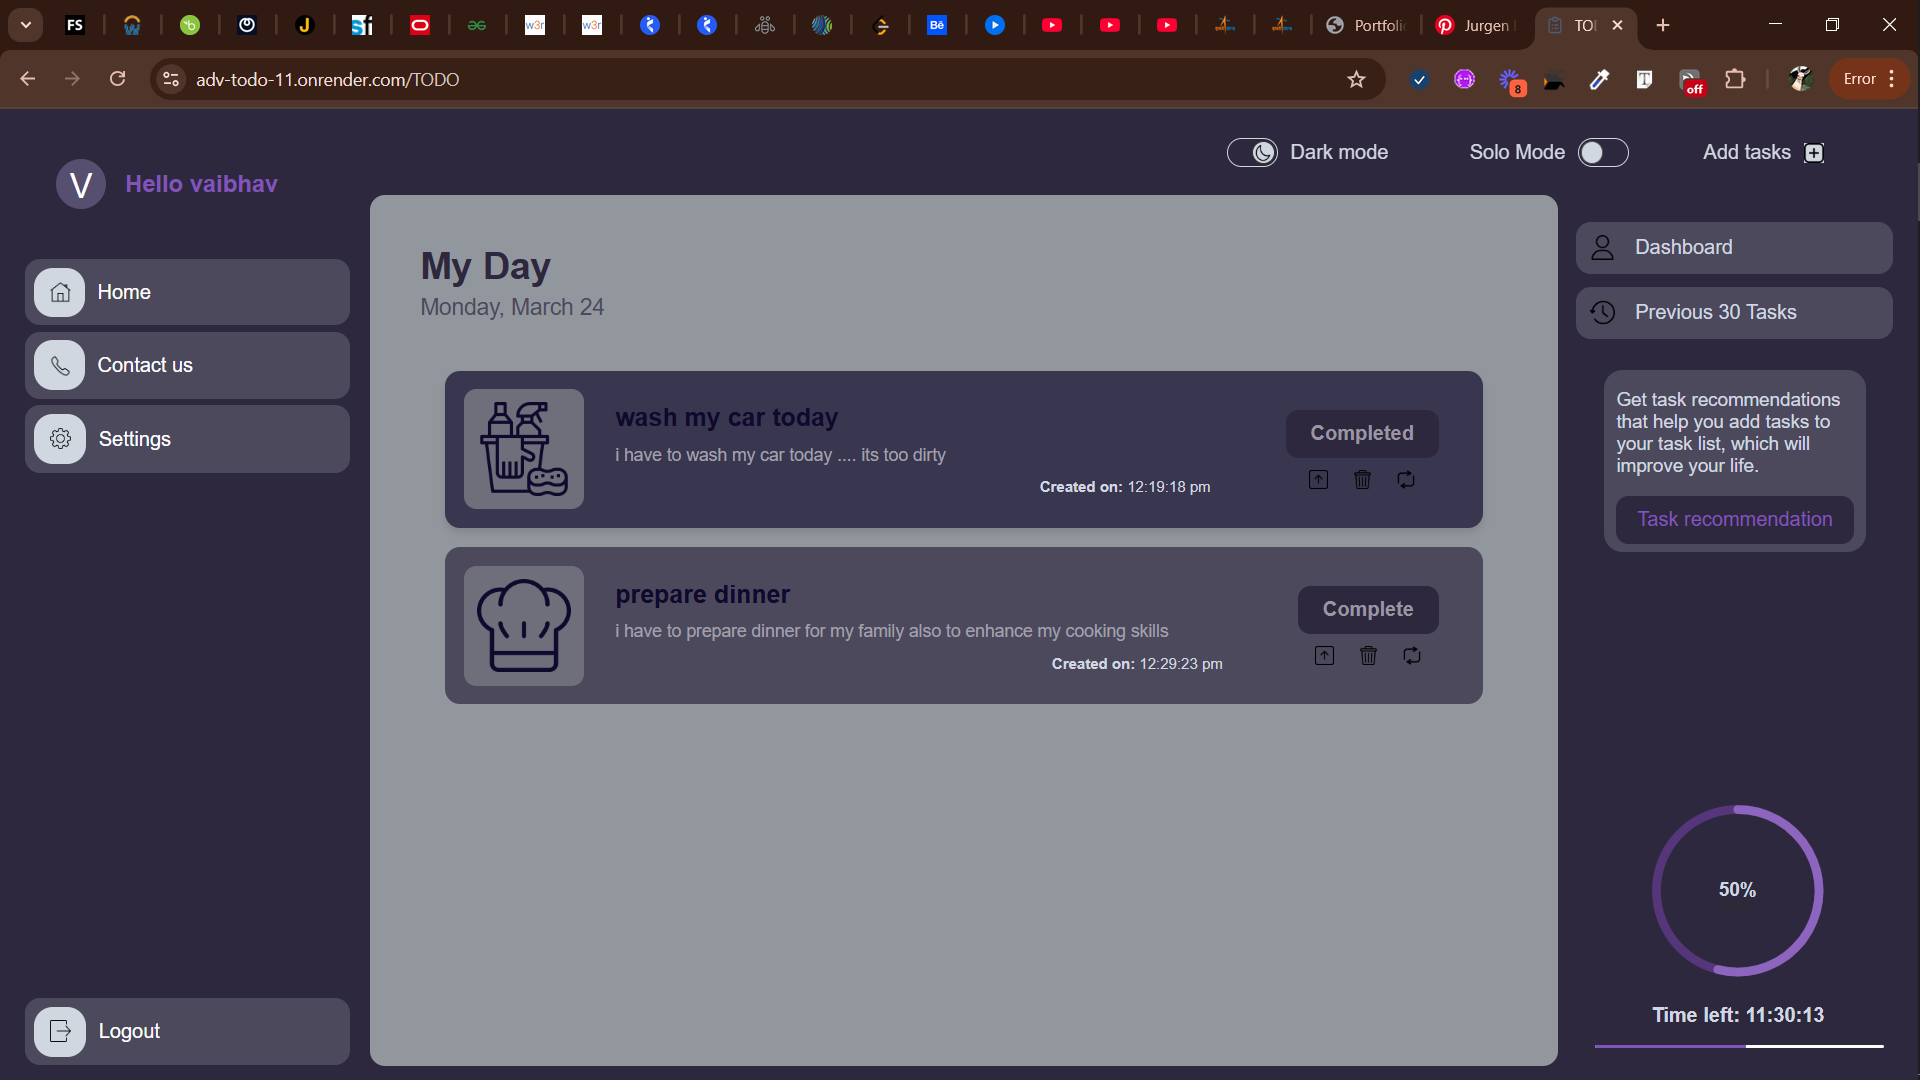 FS
J
w3r
w3r
Bē
Portfolio
Jurgen
TO
adv-todo-11.onrender.com/TODO
8
T
off
Error
V
Hello vaibhav
Dark mode
Solo Mode
Add tasks
Home
Contact us
Settings
Logout
My Day
Monday, March 24
wash my car today
i have to wash my car today .... its too dirty
Created on: 12:19:18 pm
Completed
prepare dinner
i have to prepare dinner for my family also to enhance my cooking skills
Created on: 12:29:23 pm
Complete
Dashboard
Previous 30 Tasks
Get task recommendations
that help you add tasks to
your task list, which will
improve your life.
Task recommendation
50%
Time left: 11:30:13